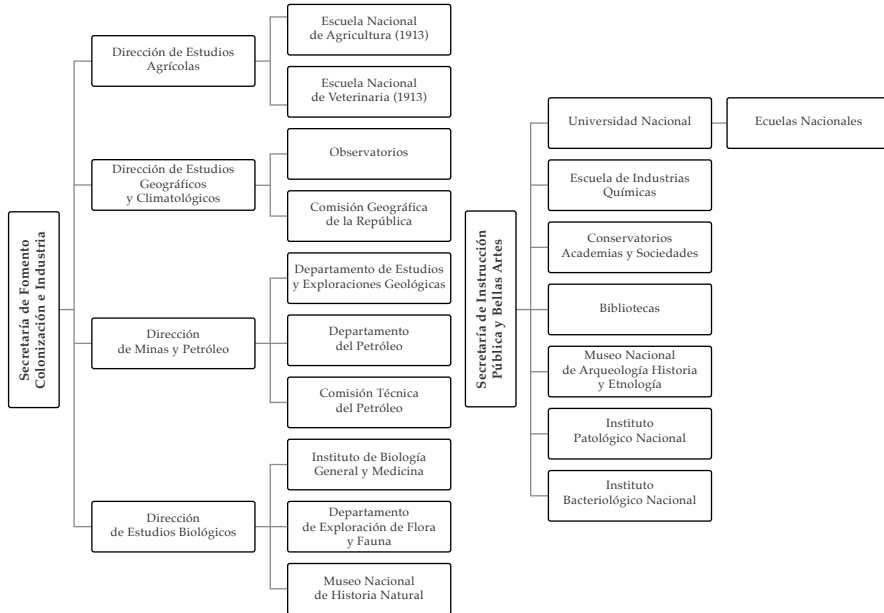 Secretaría de Fomento
Colonización e Industria
Dirección de Estudios
Agrícolas
Escuela Nacional
de Agricultura (1913)
Escuela Nacional
de Veterinaria (1913)
Dirección de Estudios
Geográficos
y Climatológicos
Observatorios
Comisión Geográfica
de la República
Dirección
de Minas y Petróleo
Departamento de Estudios
y Exploraciones Geológicas
Departamento
del Petróleo
Comisión Técnica
del Petróleo
Dirección
de Estudios Biológicos
Instituto de Biología
General y Medicina
Departamento
de Exploración de Flora
y Fauna
Museo Nacional
de Historia Natural
Secretaría de Instrucción
Pública y Bellas Artes
Universidad Nacional
Ecuelas Nacionales
Escuela de Industrias
Químicas
Conservatorios
Academias y Sociedades
Bibliotecas
Museo Nacional
de Arqueología Historia
y Etnología
Instituto
Patológico Nacional
Instituto
Bacteriológico Nacional